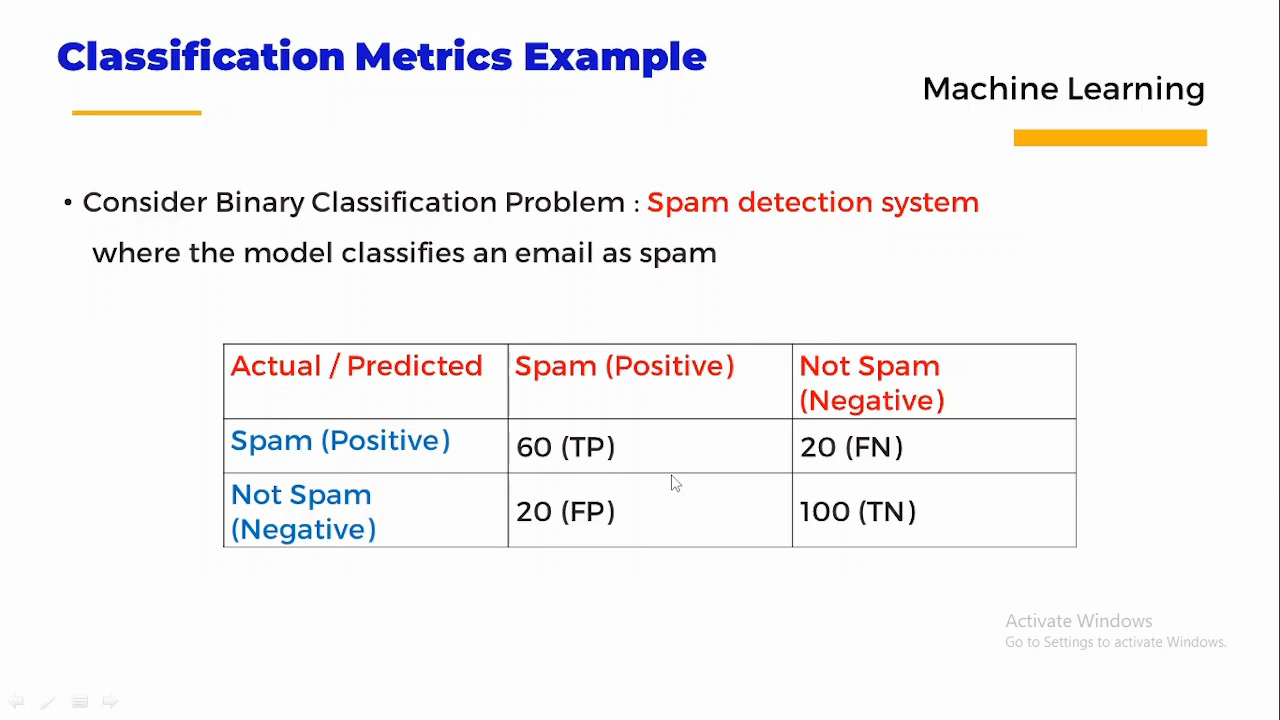 Classification Metrics Example
Machine Learning
• Consider Binary Classification Problem : Spam detection system
where the model classifies an email as spam
Actual / Predicted
Spam (Positive)
Not Spam
(Negative)
Spam (Positive)
60 (TP)
20 (FN)
Not Spam
(Negative)
20 (FP)
100 (TN)
Activate Windows
Go to Settings to activate Windows.